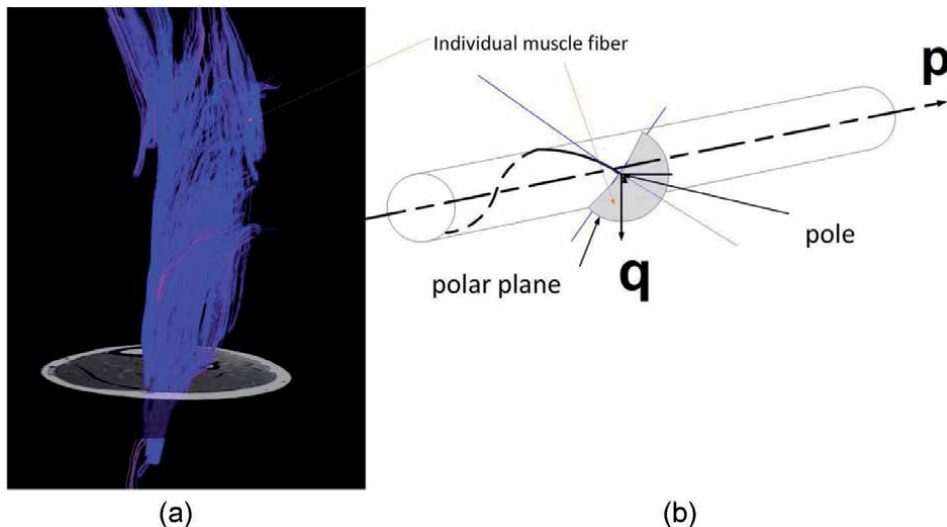 Individual muscle fiber
p
pole
q
polar plane
(a)
(b)